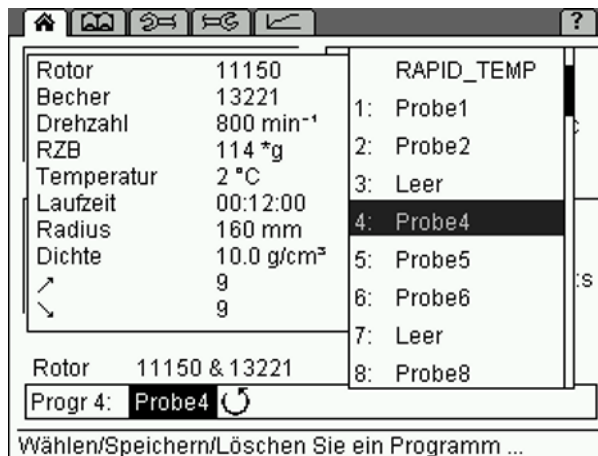 ?
Rotor 11150
Becher 13221
Drehzahl 800 min⁻¹
RZB 114 *g
Temperatur 2 °C
Laufzeit 00:12:00
Radius 160 mm
Dichte 10.0 g/cm³
↗ 9
↘ 9
RAPID_TEMP
1: Probe1
2: Probe2
3: Leer
4: Probe4
5: Probe5
6: Probe6
7: Leer
8: Probe8
:s
Rotor 11150 & 13221
Progr 4: Probe4
Wählen/Speichern/Löschen Sie ein Programm ...